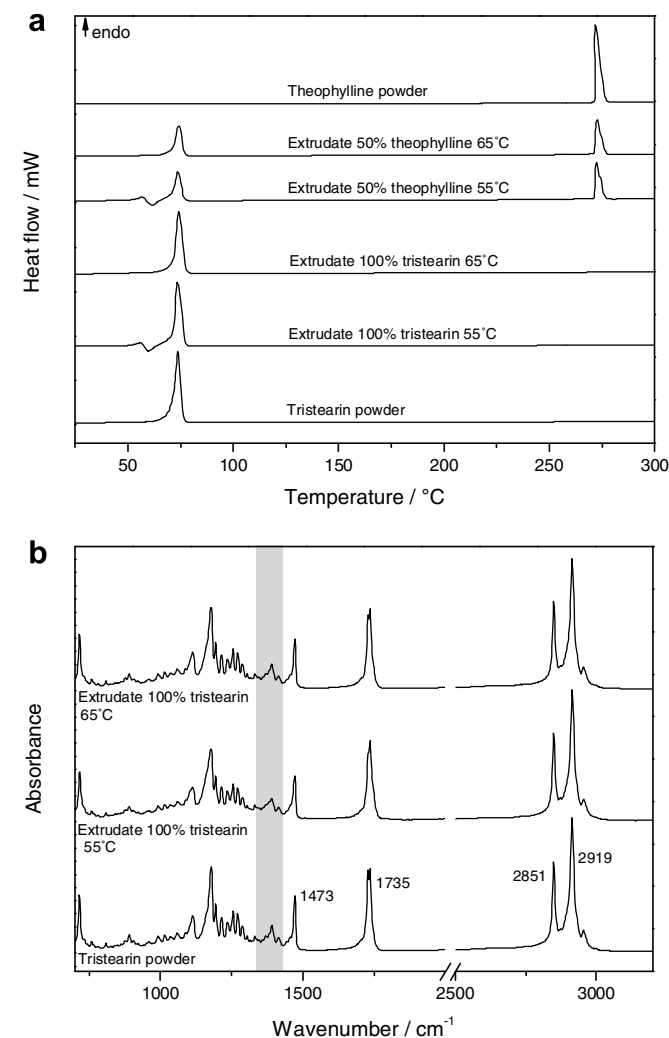 a
endo
Theophylline powder
Extrudate 50% theophylline 65°C
Extrudate 50% theophylline 55°C
Extrudate 100% tristearin 65°C
Extrudate 100% tristearin 55°C
Tristearin powder
Heat flow / mW
50 100 150 200 250 300
Temperature / °C
b
Extrudate 100% tristearin
65°C
Extrudate 100% tristearin
55°C
1473
1735
2851
2919
Tristearin powder
Absorbance
1000 1500 2500 3000
Wavenumber / cm-1